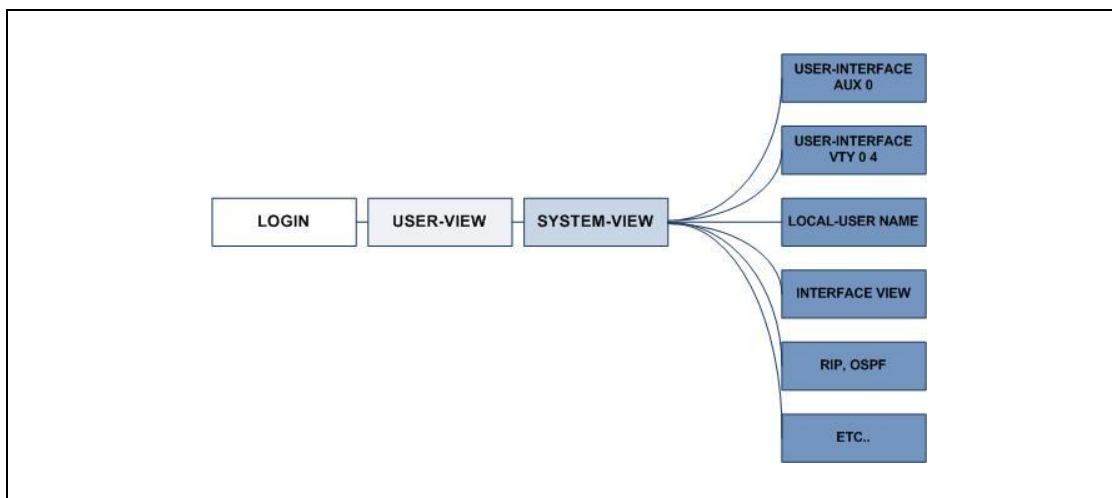 LOGIN
USER-VIEW
SYSTEM-VIEW
USER-INTERFACE
AUX 0
USER-INTERFACE
VTY 0 4
LOCAL-USER NAME
INTERFACE VIEW
RIP, OSPF
ETC..